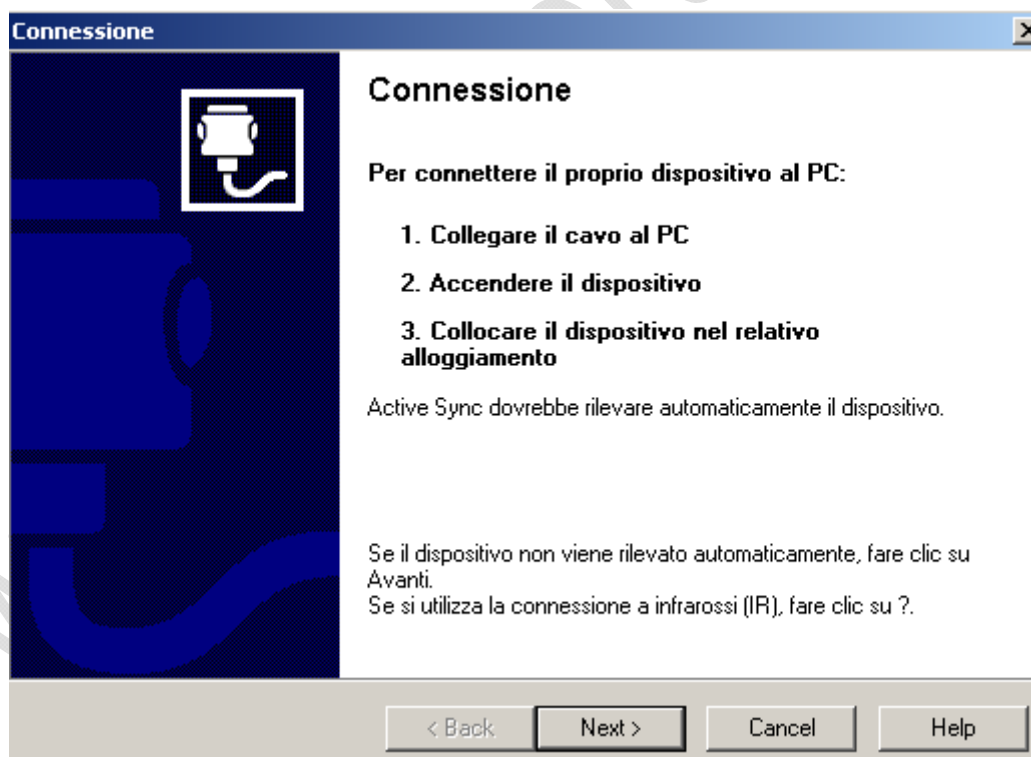 Connessione
Connessione
Per connettere il proprio dispositivo al PC:
1. Collegare il cavo al PC
2. Accendere il dispositivo
3. Collocare il dispositivo nel relativo
alloggiamento
Active Sync dovrebbe rilevare automaticamente il dispositivo.
Se il dispositivo non viene rilevato automaticamente, fare clic su
Avanti.
Se si utilizza la connessione a infrarossi (IR), fare clic su ?.
< Back Next > Cancel Help